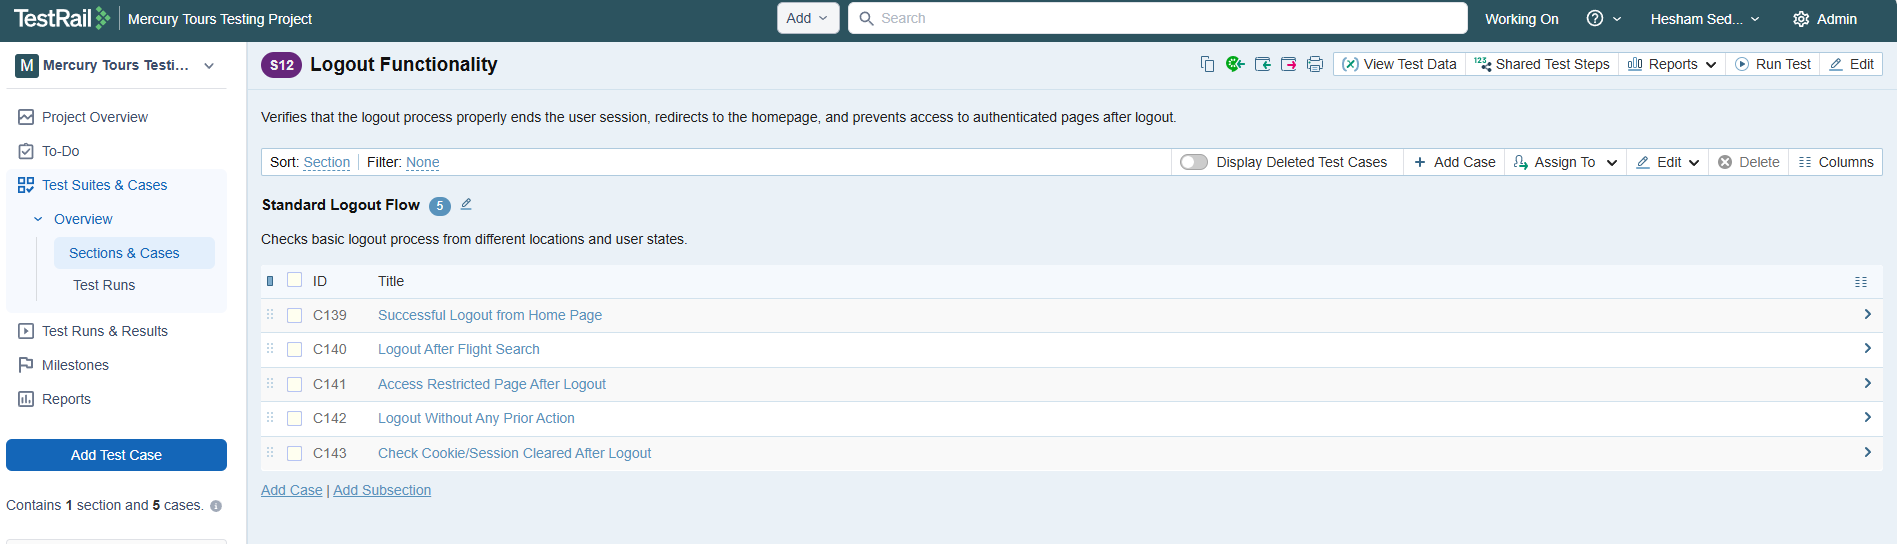 TestRail Mercury Tours Testing Project Add Search Working On Hesham Sed... Admin
M Mercury Tours Testi...
Project Overview
To-Do
Test Suites & Cases
Overview
Sections & Cases
Test Runs
Test Runs & Results
Milestones
Reports
Add Test Case
Contains 1 section and 5 cases.
S12 Logout Functionality
View Test Data Shared Test Steps Reports Run Test Edit
Verifies that the logout process properly ends the user session, redirects to the homepage, and prevents access to authenticated pages after logout.
Sort: Section Filter: None Display Deleted Test Cases + Add Case Assign To Edit Delete Columns
Standard Logout Flow 5
Checks basic logout process from different locations and user states.
ID Title
C139 Successful Logout from Home Page
C140 Logout After Flight Search
C141 Access Restricted Page After Logout
C142 Logout Without Any Prior Action
C143 Check Cookie/Session Cleared After Logout
Add Case | Add Subsection